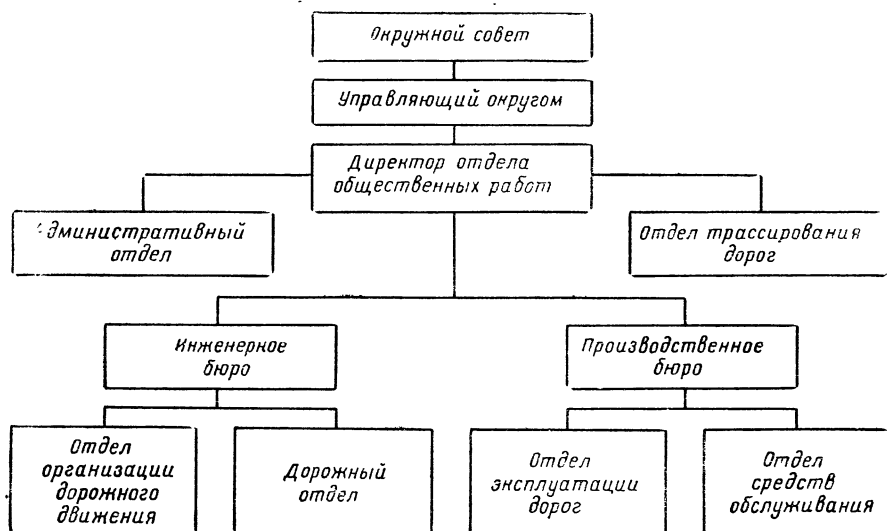 Окружной совет
Управляющий округом
Директор отдела
общественных работ
Административный
отдел
Отдел трассирования
дорог
Инженерное
бюро
Производственное
бюро
Отдел
организации
дорожного
движения
Дорожный
отдел
Отдел
эксплуатации
дорог
Отдел
средств
обслуживания